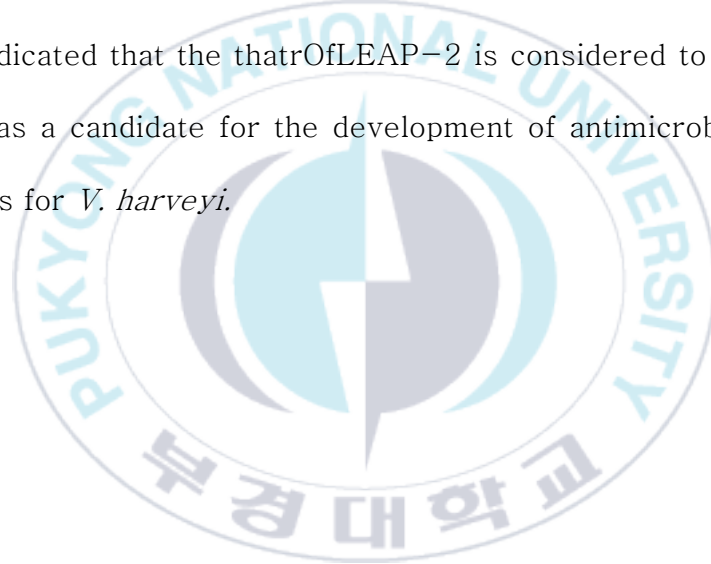 dicated that the thatrOfLEAP-2 is considered to
as a candidate for the development of antimicrob
s for V. harveyi.
PUKYONG NATIONAL UNIVERSITY
부경대학교